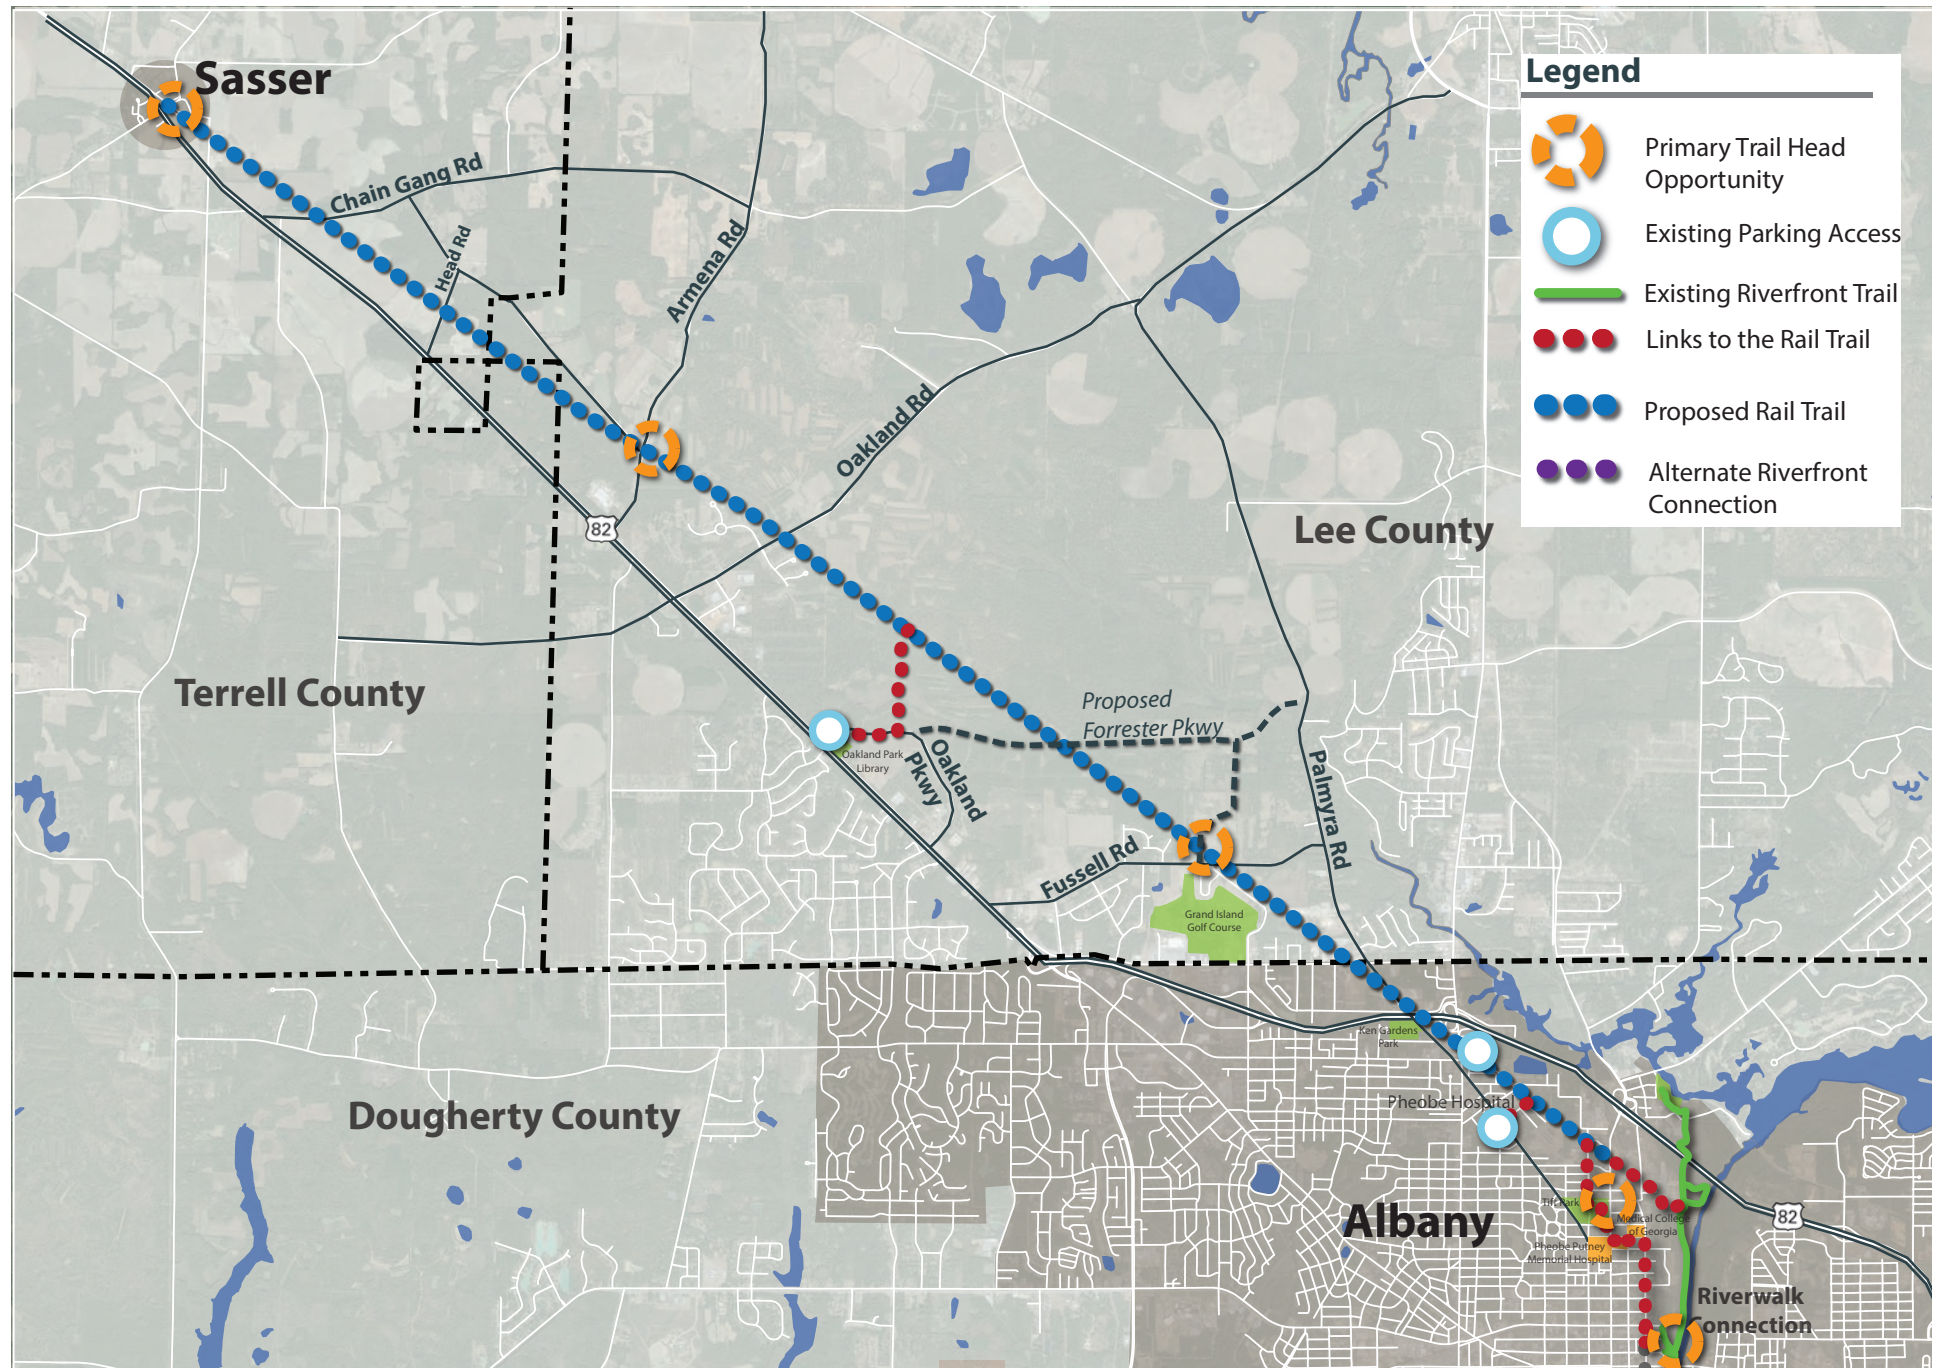 Sasser
Legend
Primary Trail Head
Opportunity
Existing Parking Access
Existing Riverfront Trail
Links to the Rail Trail
Proposed Rail Trail
Alternate Riverfront
Connection
Chain Gang Rd
Head Rd
Armena Rd
Oakland Rd
82
Lee County
Terrell County
Proposed
Forrester Pkwy
Oakland Park
Library
Oakland
Pkwy
Palmyra Rd
Fussell Rd
Grand Island
Golf Course
Ken Gardens
Park
Dougherty County
Pheobe Hospital
Albany
Tift Park
Medical College
of Georgia
82
Pheobe Putney
Memorial Hospital
Riverwalk
Connection